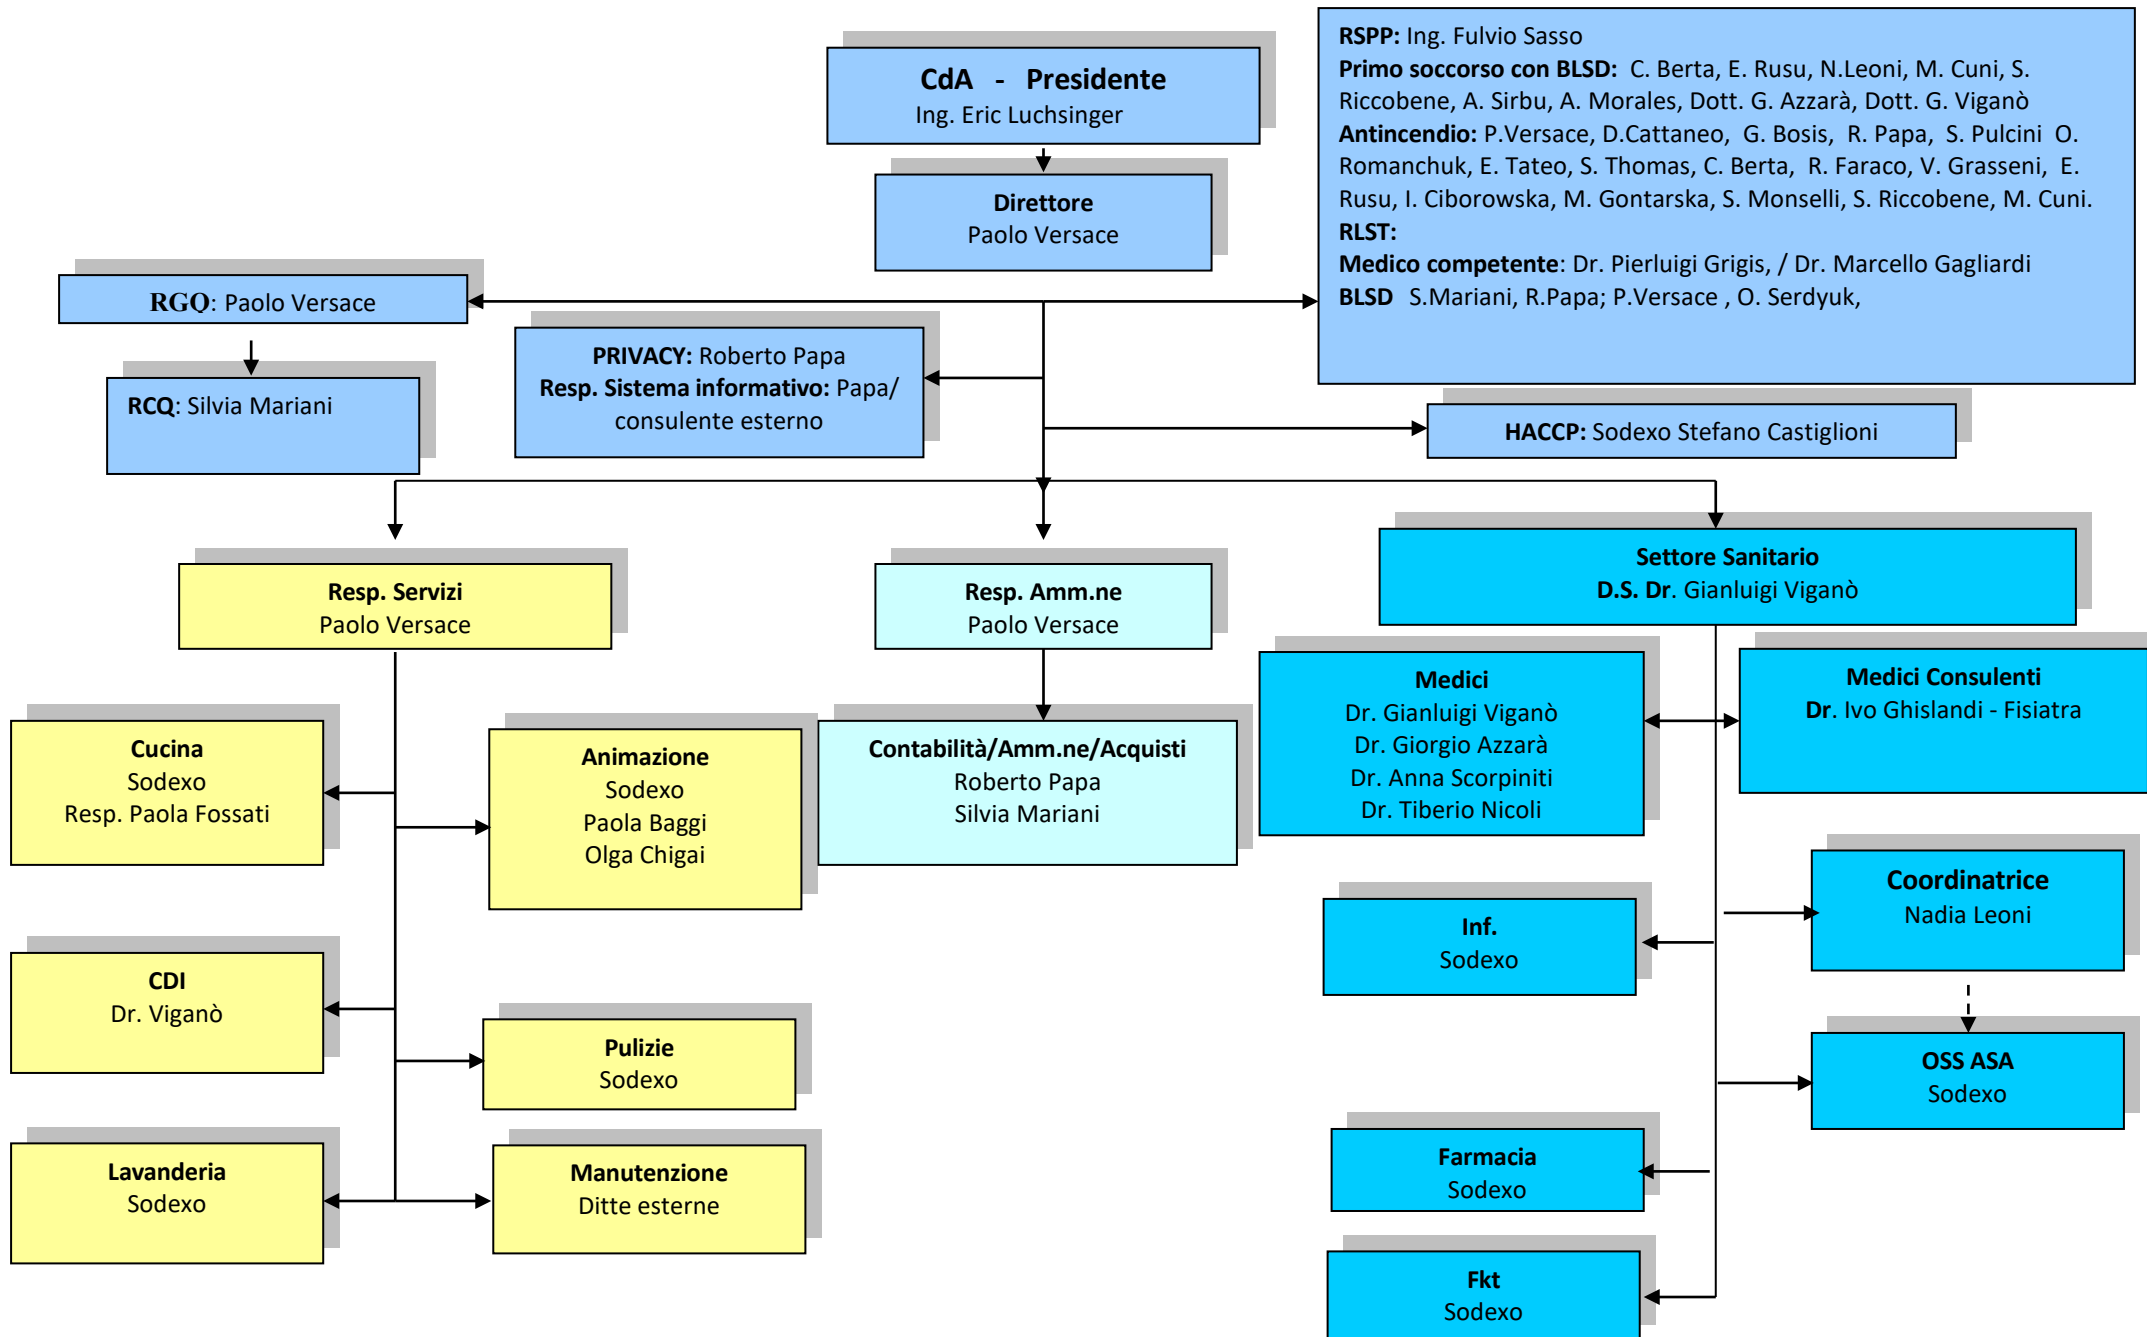 CdA - Presidente
Ing. Eric Luchsinger
RSPP: Ing. Fulvio Sasso
Primo soccorso con BLSD: C. Berta, E. Rusu, N.Leoni, M. Cuni, S.
Riccobene, A. Sirbu, A. Morales, Dott. G. Azzarà, Dott. G. Viganò
Antincendio: P.Versace, D.Cattaneo, G. Bosis, R. Papa, S. Pulcini O.
Romanchuk, E. Tateo, S. Thomas, C. Berta, R. Faraco, V. Grasseni, E.
Rusu, I. Ciborowska, M. Gontarska, S. Monselli, S. Riccobene, M. Cuni.
RLST:
Medico competente: Dr. Pierluigi Grigis, / Dr. Marcello Gagliardi
BLSD S.Mariani, R.Papa; P.Versace , O. Serdyuk,
Direttore
Paolo Versace
RGQ: Paolo Versace
PRIVACY: Roberto Papa
Resp. Sistema informativo: Papa/
consulente esterno
RCQ: Silvia Mariani
HACCP: Sodexo Stefano Castiglioni
Resp. Servizi
Paolo Versace
Resp. Amm.ne
Paolo Versace
Settore Sanitario
D.S. Dr. Gianluigi Viganò
Cucina
Sodexo
Resp. Paola Fossati
Animazione
Sodexo
Paola Baggi
Olga Chigai
Contabilità/Amm.ne/Acquisti
Roberto Papa
Silvia Mariani
Medici
Dr. Gianluigi Viganò
Dr. Giorgio Azzarà
Dr. Anna Scorpiniti
Dr. Tiberio Nicoli
Medici Consulenti
Dr. Ivo Ghislandi - Fisiatra
CDI
Dr. Viganò
Inf.
Sodexo
Coordinatrice
Nadia Leoni
Pulizie
Sodexo
OSS ASA
Sodexo
Lavanderia
Sodexo
Manutenzione
Ditte esterne
Farmacia
Sodexo
Fkt
Sodexo